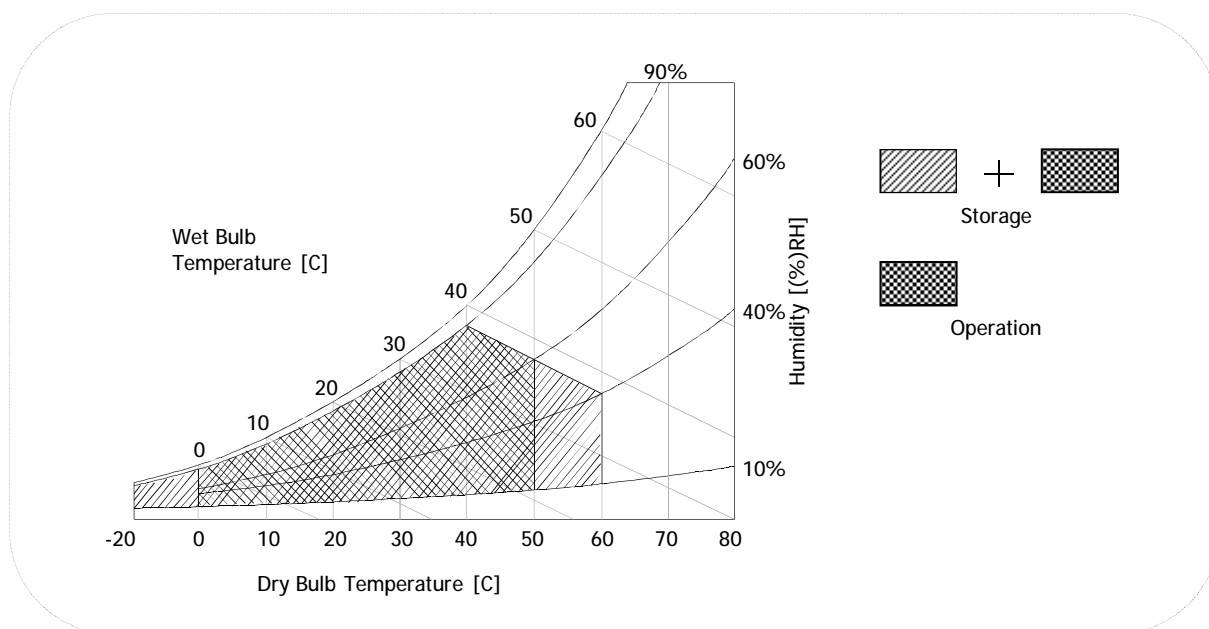 90%
60
60%
50
Wet Bulb
Temperature [C]
Storage
40
40%
Humidity [(%)RH]
Operation
30
20
10
0
10%
-20 0 10 20 30 40 50 60 70 80
Dry Bulb Temperature [C]